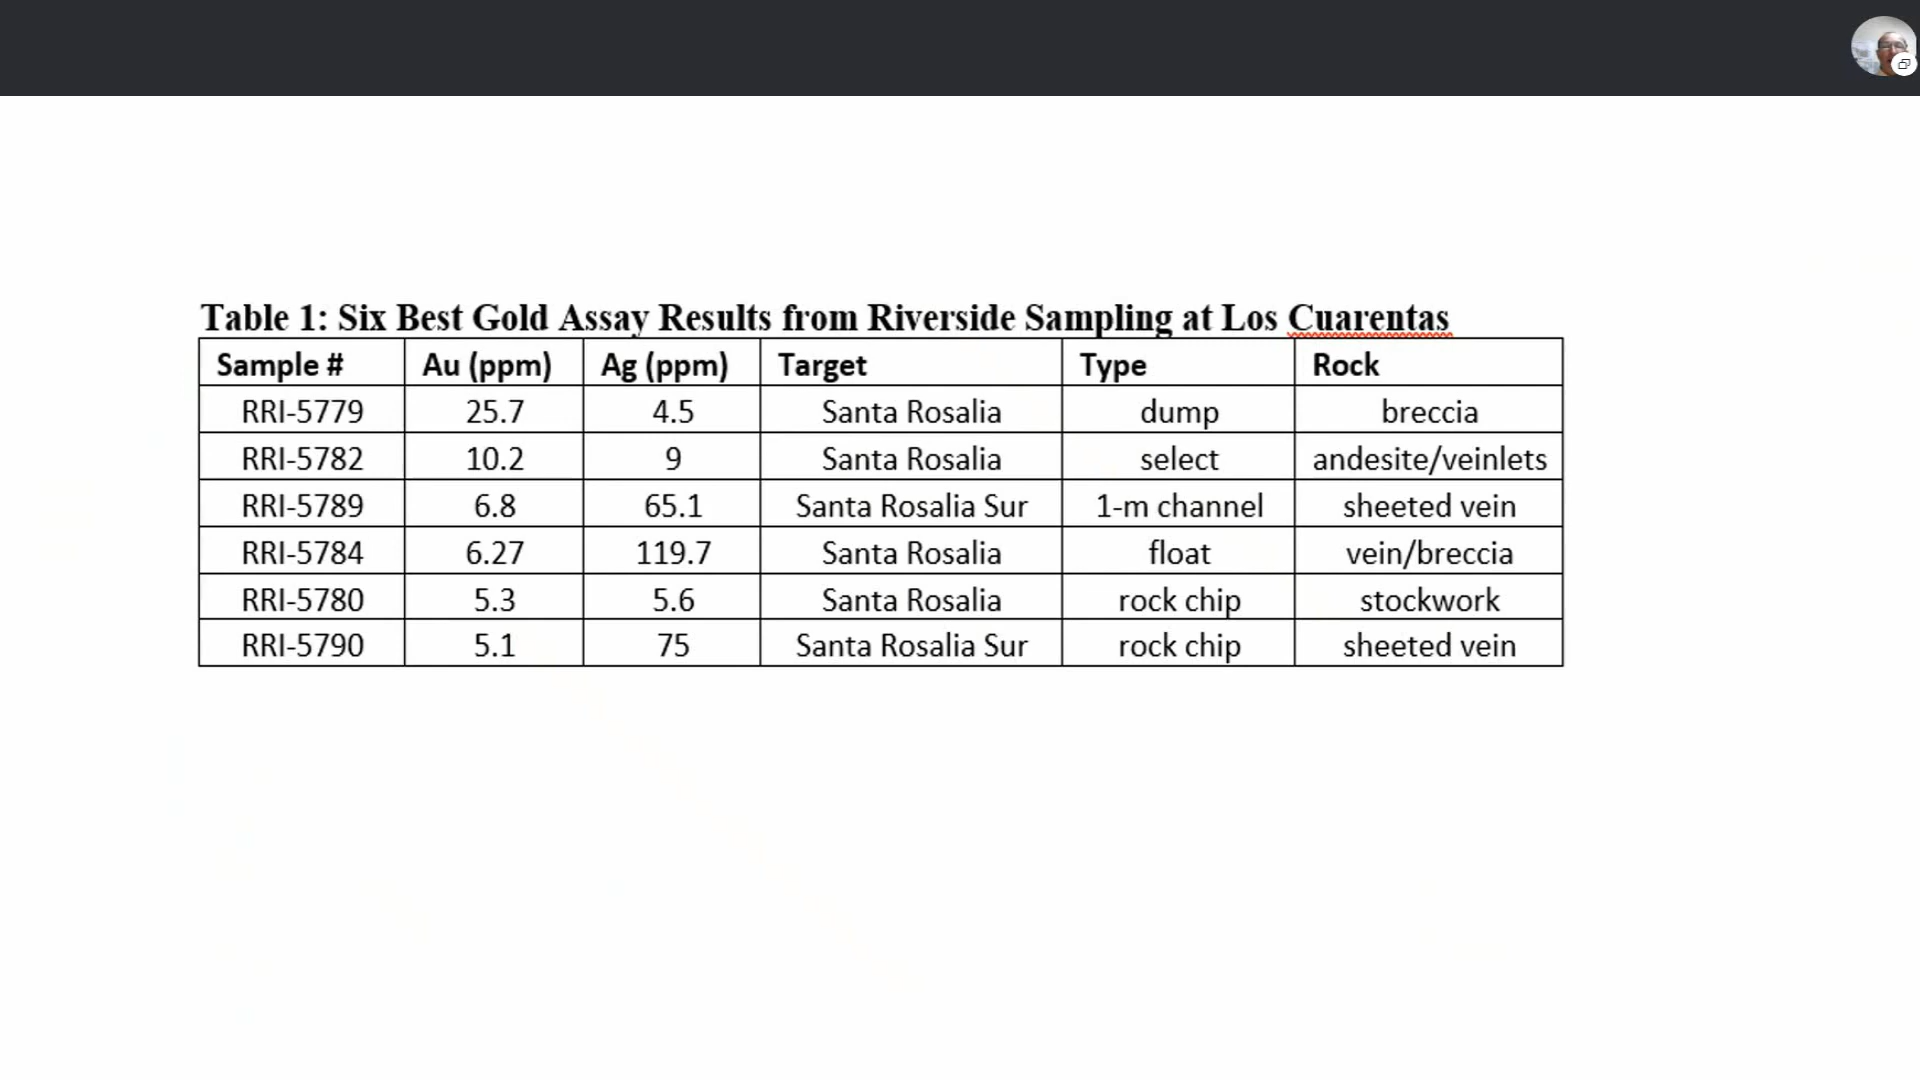 Table 1: Six Best Gold Assay Results from Riverside Sampling at Los Cuarentas
Sample # Au (ppm) Ag (ppm) Target Type Rock
RRI-5779 25.7 4.5 Santa Rosalia dump breccia
RRI-5782 10.2 9 Santa Rosalia select andesite/veinlets
RRI-5789 6.8 65.1 Santa Rosalia Sur 1-m channel sheeted vein
RRI-5784 6.27 119.7 Santa Rosalia float vein/breccia
RRI-5780 5.3 5.6 Santa Rosalia rock chip stockwork
RRI-5790 5.1 75 Santa Rosalia Sur rock chip sheeted vein